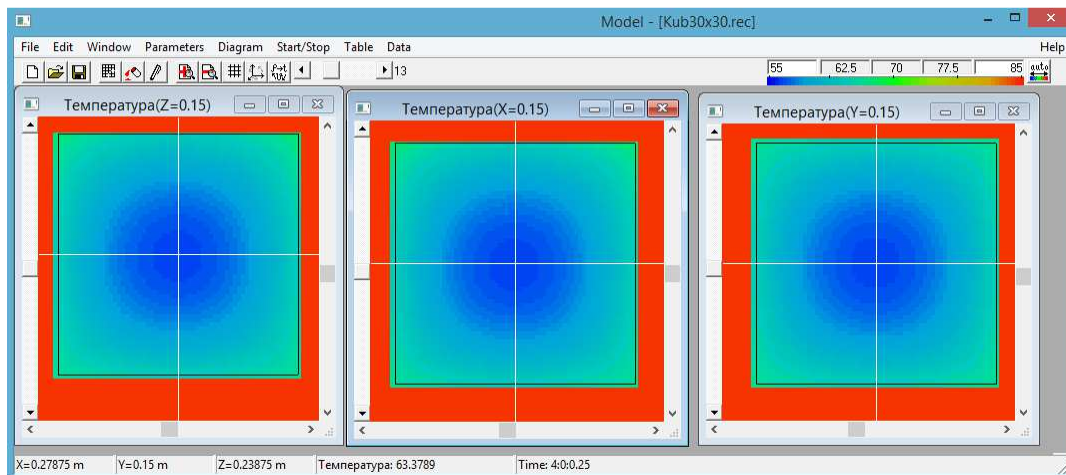 Model - [Kub30x30.rec]
File Edit Window Parameters Diagram Start/Stop Table Data Help
13 55 62.5 70 77.5 85 auto
Температура(Z=0.15) Температура(X=0.15) Температура(Y=0.15)
X=0.27875 m Y=0.15 m Z=0.23875 m Температура: 63.3789 Time: 4:0:0.25